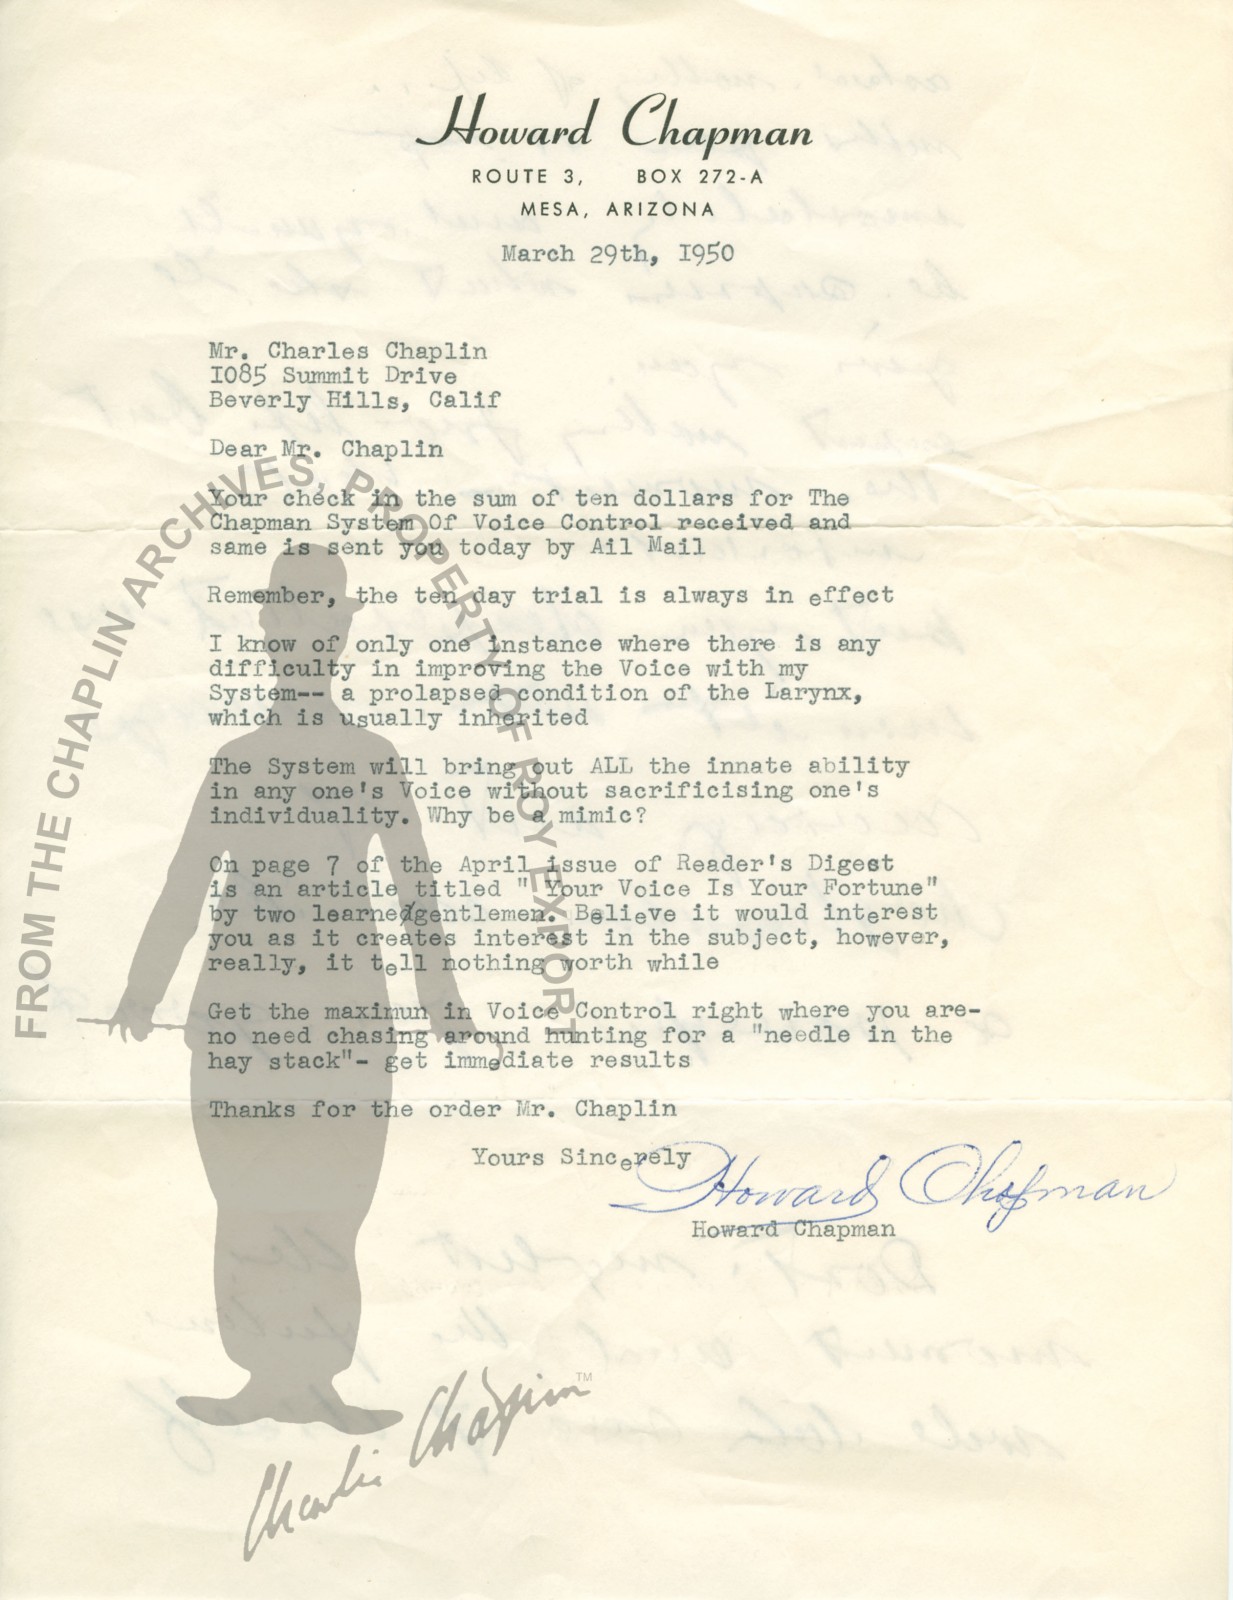 Howard Chapman
ROUTE 3, BOX 272-A
MESA, ARIZONA
March 29th, I950
Mr. Charles Chaplin
I085 Summit Drive
Beverly Hills, Calif
Dear Mr. Chaplin
Your check in the sum of ten dollars for The
Chapman System Of Voice Control received and
same is sent you today by Ail Mail
Remember, the ten day trial is always in effect
I know of only one instance where there is any
difficulty in improving the Voice with my
System-- a prolapsed condition of the Larynx,
which is usually inherited
The System will bring out ALL the innate ability
in any one's Voice without sacrificising one's
individuality. Why be a mimic?
On page 7 of the April issue of Reader's Digest
is an article titled " Your Voice Is Your Fortune"
by two learned/gentlemen. Believe it would interest
you as it creates interest in the subject, however,
really, it tell nothing worth while
Get the maximun in Voice Control right where you are-
no need chasing around hunting for a "needle in the
hay stack"- get immediate results
Thanks for the order Mr. Chaplin
Yours Sincerely
Howard Chapman
Howard Chapman
FROM THE CHAPLIN ARCHIVES, PROPERTY OF ROY EXPORT
Charlie Chaplin TM